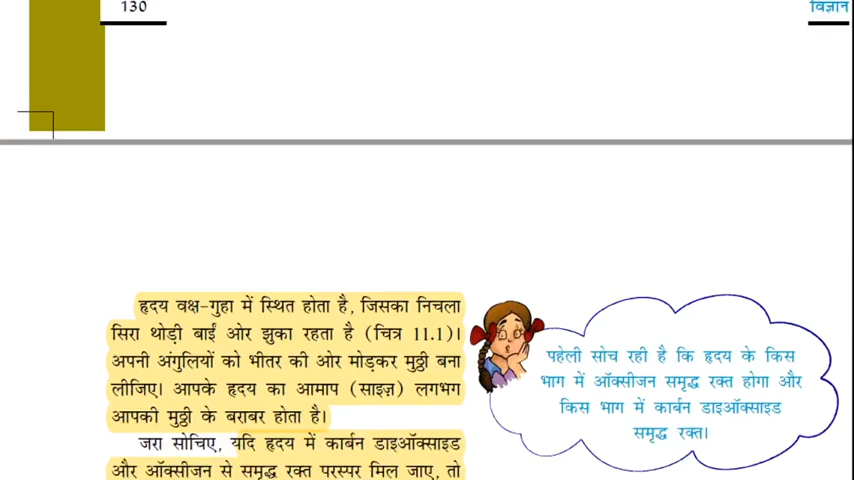 130
विज्ञान
हृदय वक्ष-गुहा में स्थित होता है, जिसका निचला
सिरा थोड़ी बाईं ओर झुका रहता है (चित्र 11.1)।
अपनी अंगुलियों को भीतर की ओर मोड़कर मुठ्ठी बना
लीजिए। आपके हृदय का आमाप (साइज़) लगभग
आपकी मुठ्ठी के बराबर होता है।
जरा सोचिए, यदि हृदय में कार्बन डाइऑक्साइड
और ऑक्सीजन से समृद्ध रक्त परस्पर मिल जाए, तो
पहेली सोच रही है कि हृदय के किस
भाग में ऑक्सीजन समृद्ध रक्त होगा और
किस भाग में कार्बन डाइऑक्साइड
समृद्ध रक्त।